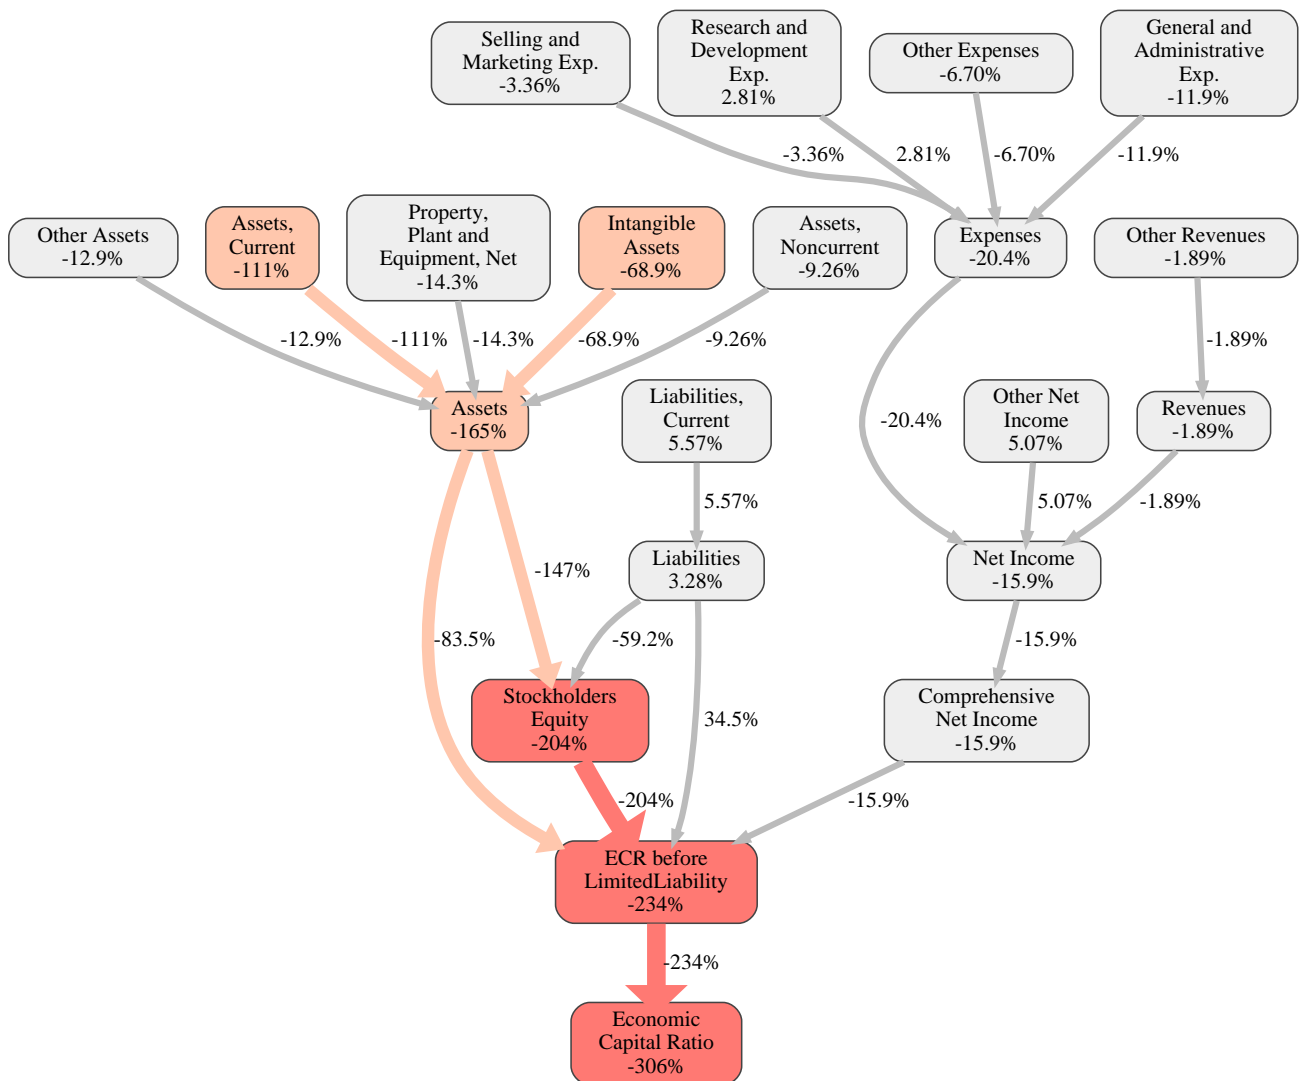 Selling and
Marketing Exp.
-3.36%
Research and
Development
Exp.
2.81%
Other Expenses
-6.70%
General and
Administrative
Exp.
-11.9%
-3.36%
2.81%
-6.70%
-11.9%
Other Assets
-12.9%
Assets,
Current
-111%
Property,
Plant and
Equipment, Net
-14.3%
Intangible
Assets
-68.9%
Assets,
Noncurrent
-9.26%
Expenses
-20.4%
Other Revenues
-1.89%
-12.9%
-111%
-14.3%
-68.9%
-9.26%
-1.89%
Assets
-165%
Liabilities,
Current
5.57%
-20.4%
Other Net
Income
5.07%
Revenues
-1.89%
5.57%
5.07%
-1.89%
-147%
Liabilities
3.28%
Net Income
-15.9%
-83.5%
-59.2%
-15.9%
Stockholders
Equity
-204%
34.5%
Comprehensive
Net Income
-15.9%
-204%
-15.9%
ECR before
LimitedLiability
-234%
-234%
Economic
Capital Ratio
-306%